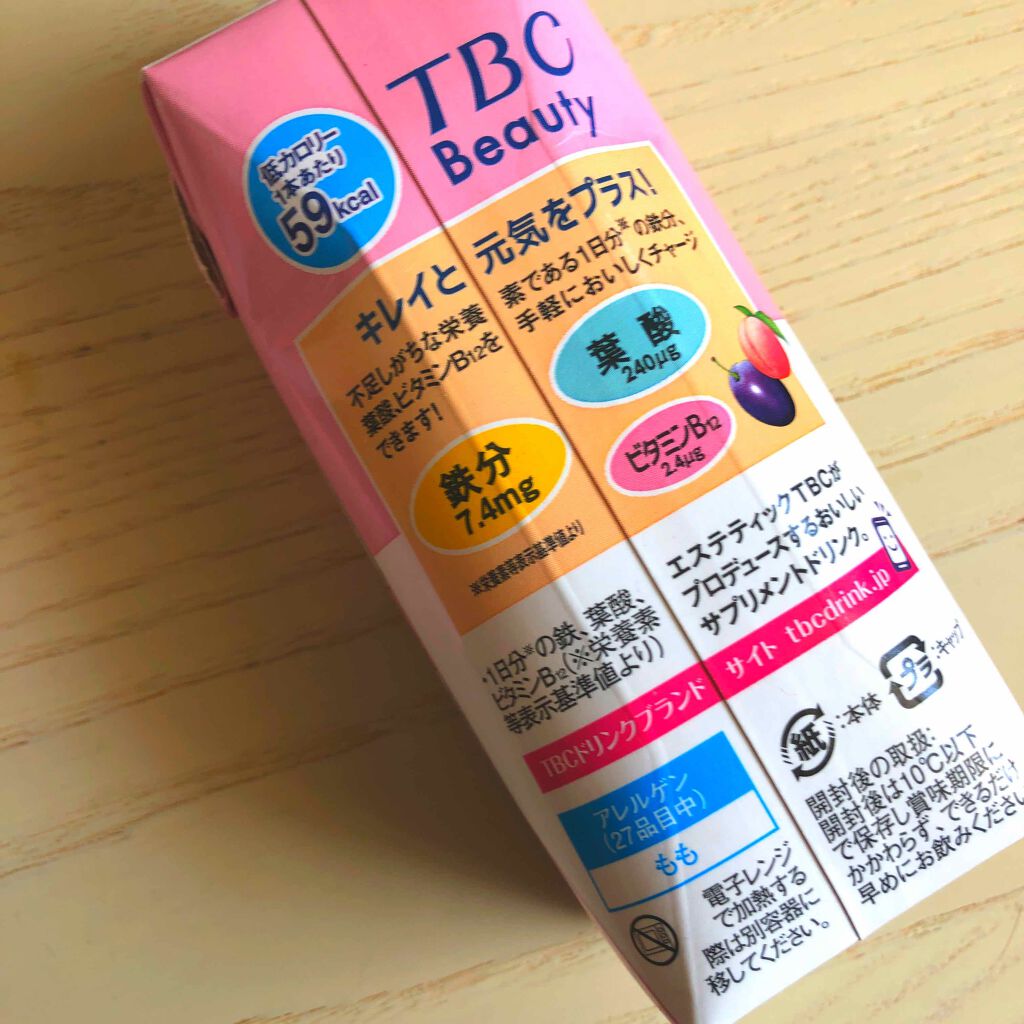 TBC
Beauty
低カロリー
1本あたり
59kcal
キレイと 元気をプラス!
不足しがちな栄養素である1日分※の鉄分、
葉酸、ビタミンB12を手軽においしくチャージ
できます!
鉄分
7.4mg
葉酸
240μg
ビタミンB12
2.4μg
※栄養素等表示基準値より
*1日分※の鉄、葉酸、
ビタミンB12(※栄養素
等表示基準値より)
エステティックTBCが
プロデュースするおいしい
サプリメントドリンク。
TBCドリンクブランド サイト tbcdrink.jp
アレルゲン
(27品目中)
もも
電子レンジ
で加熱する
際は別容器に
移してください。
紙:本体
プラ:キャップ
開封後の取扱:
開封後は10℃以下
で保存し賞味期限に
かかわらず、できるだけ
早めにお飲みください